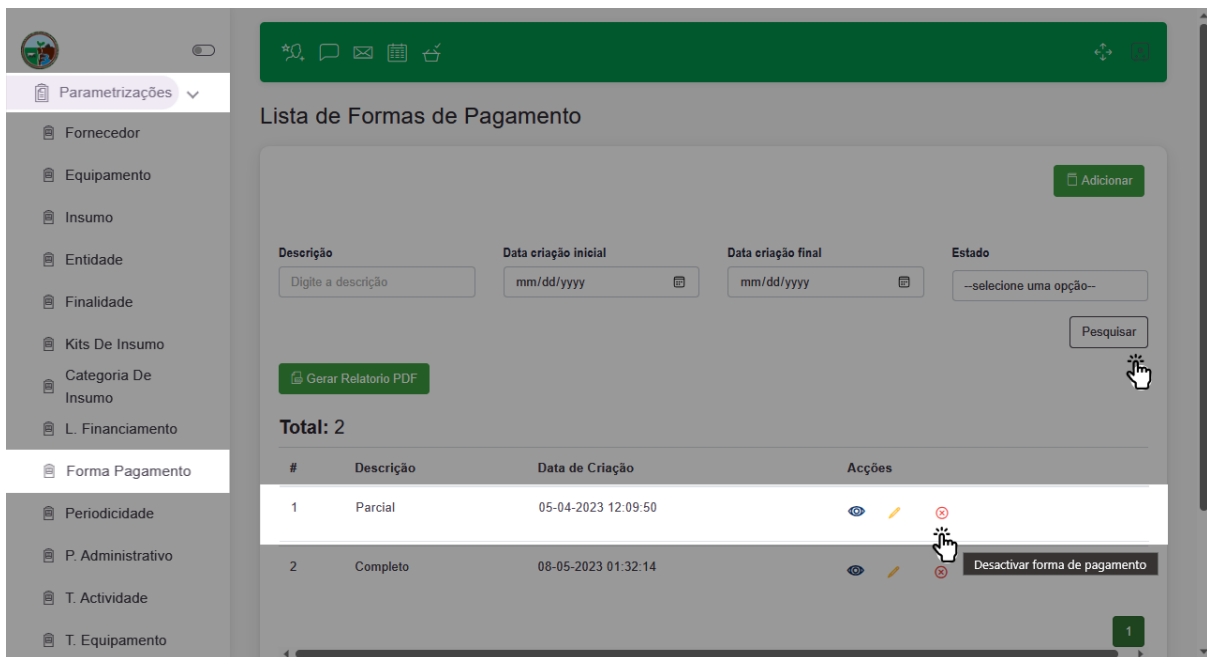 Parametrizações
Fornecedor
Equipamento
Insumo
Entidade
Finalidade
Kits De Insumo
Categoria De
Insumo
L. Financiamento
Forma Pagamento
Periodicidade
P. Administrativo
T. Actividade
T. Equipamento
Lista de Formas de Pagamento
Adicionar
Descrição Data criação inicial Data criação final Estado
Digite a descrição mm/dd/yyyy mm/dd/yyyy --selecione uma opção--
Pesquisar
Gerar Relatorio PDF
Total: 2
# Descrição Data de Criação Acções
1 Parcial 05-04-2023 12:09:50
2 Completo 08-05-2023 01:32:14
Desactivar forma de pagamento
1